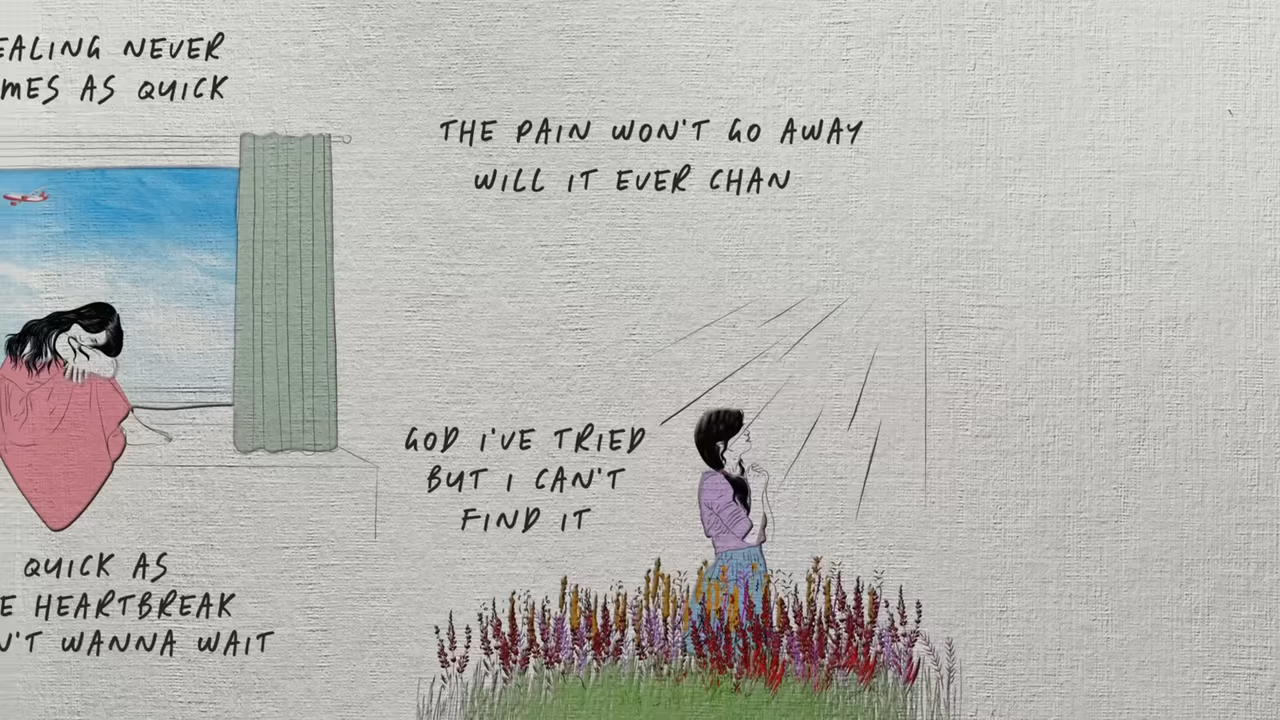 EALING NEVER
MES AS QUICK
THE PAIN WON'T GO AWAY
WILL IT EVER CHAN
GOD I'VE TRIED
BUT I CAN'T
FIND IT
QUICK AS
E HEARTBREAK
N'T WANNA WAIT